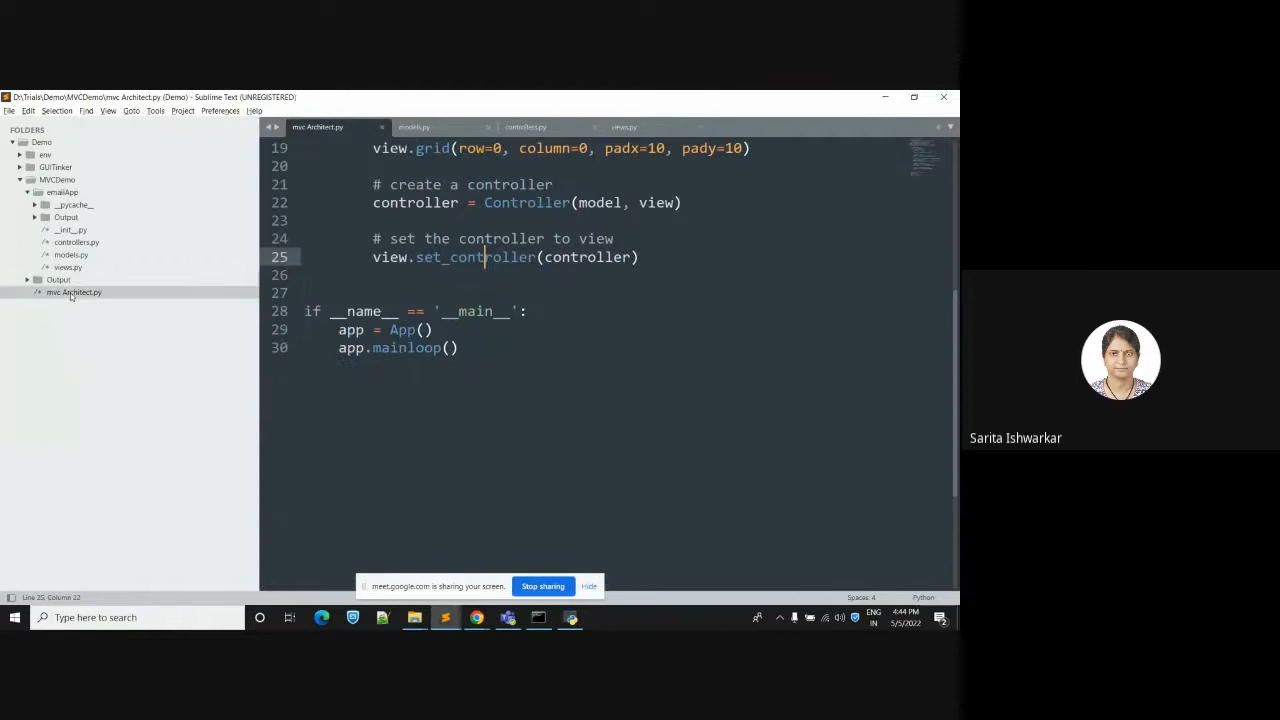 D:\Trials\Demo\MVCDemo\mvc Architect.py (Demo) - Sublime Text (UNREGISTERED)
File Edit Selection Find View Goto Tools Project Preferences Help
FOLDERS
Demo
env
GUITinker
MVCDemo
emailApp
__pycache__
Output
__init__.py
controllers.py
models.py
views.py
Output
mvc Architect.py
mvc Architect.py models.py controllers.py views.py
19 view.grid(row=0, column=0, padx=10, pady=10)
20
21 # create a controller
22 controller = Controller(model, view)
23
24 # set the controller to view
25 view.set_controller(controller)
26
27
28 if __name__ == '__main__':
29 app = App()
30 app.mainloop()
meet.google.com is sharing your screen. Stop sharing Hide
Line 25, Column 22 Spaces: 4 Python
Type here to search
ENG
IN
4:44 PM
5/5/2022
2
Sarita Ishwarkar